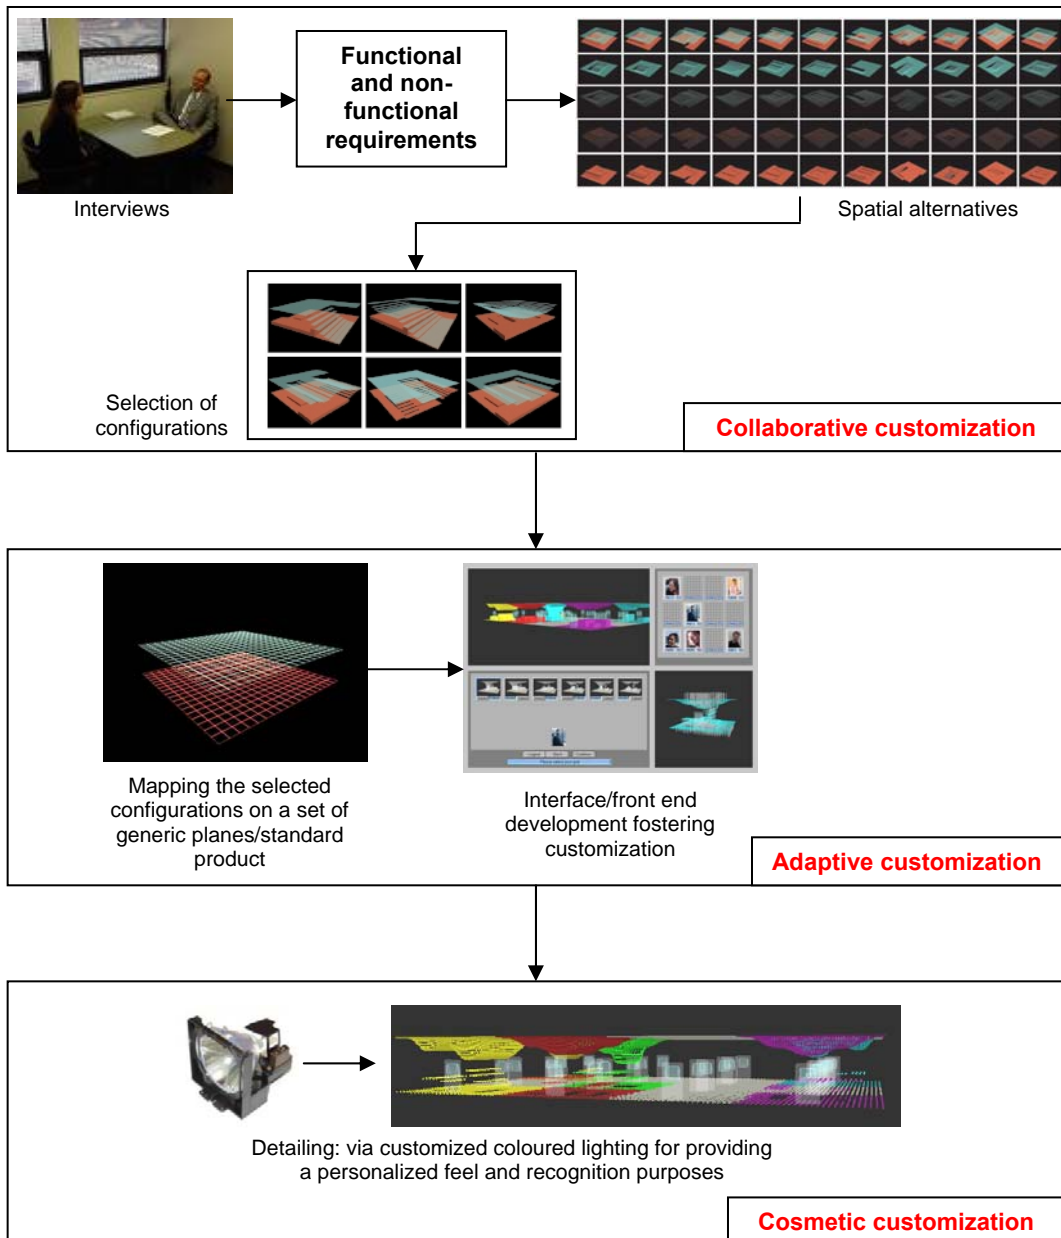 Functional
and non-
functional
requirements
Interviews
Spatial alternatives
Selection of
configurations
Collaborative customization
Mapping the selected
configurations on a set of
generic planes/standard
product
Interface/front end
development fostering
customization
Adaptive customization
Detailing: via customized coloured lighting for providing
a personalized feel and recognition purposes
Cosmetic customization